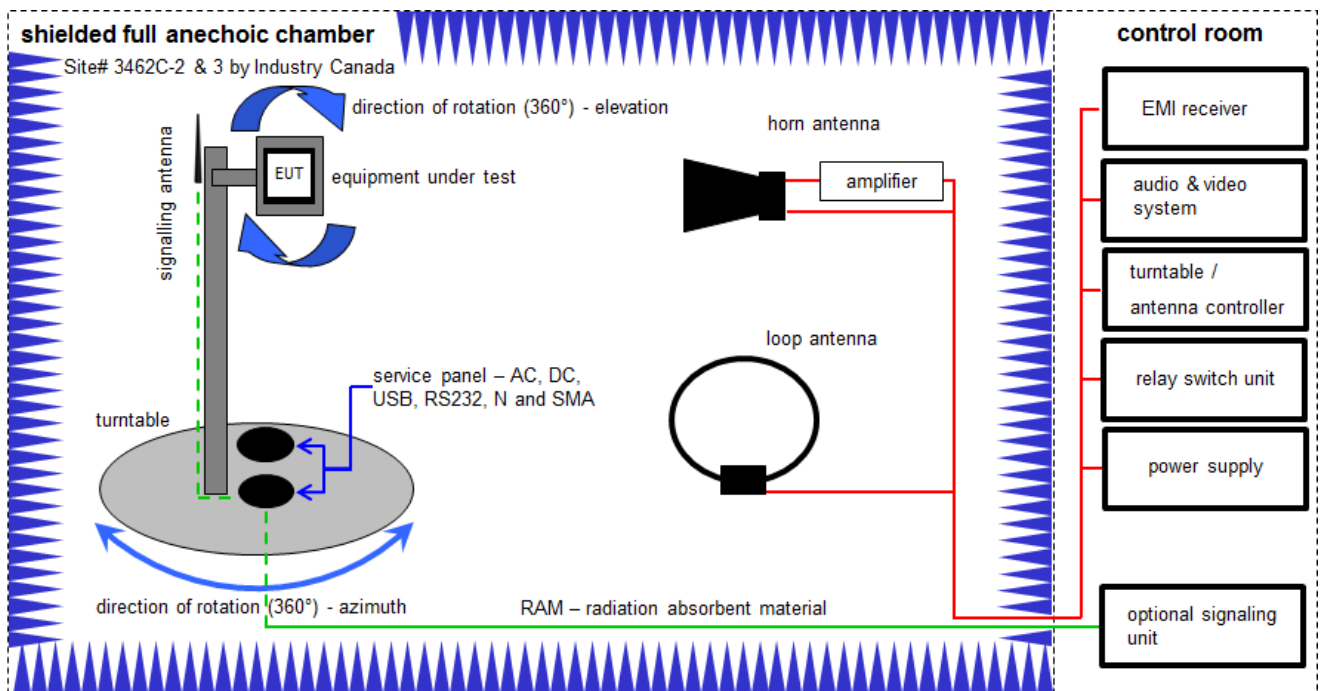 shielded full anechoic chamber
Site# 3462C-2 & 3 by Industry Canada
direction of rotation (360°) - elevation
signalling antenna
EUT
equipment under test
horn antenna
amplifier
loop antenna
service panel – AC, DC,
USB, RS232, N and SMA
turntable
direction of rotation (360°) - azimuth
RAM – radiation absorbent material
control room
EMI receiver
audio & video
system
turntable /
antenna controller
relay switch unit
power supply
optional signaling
unit